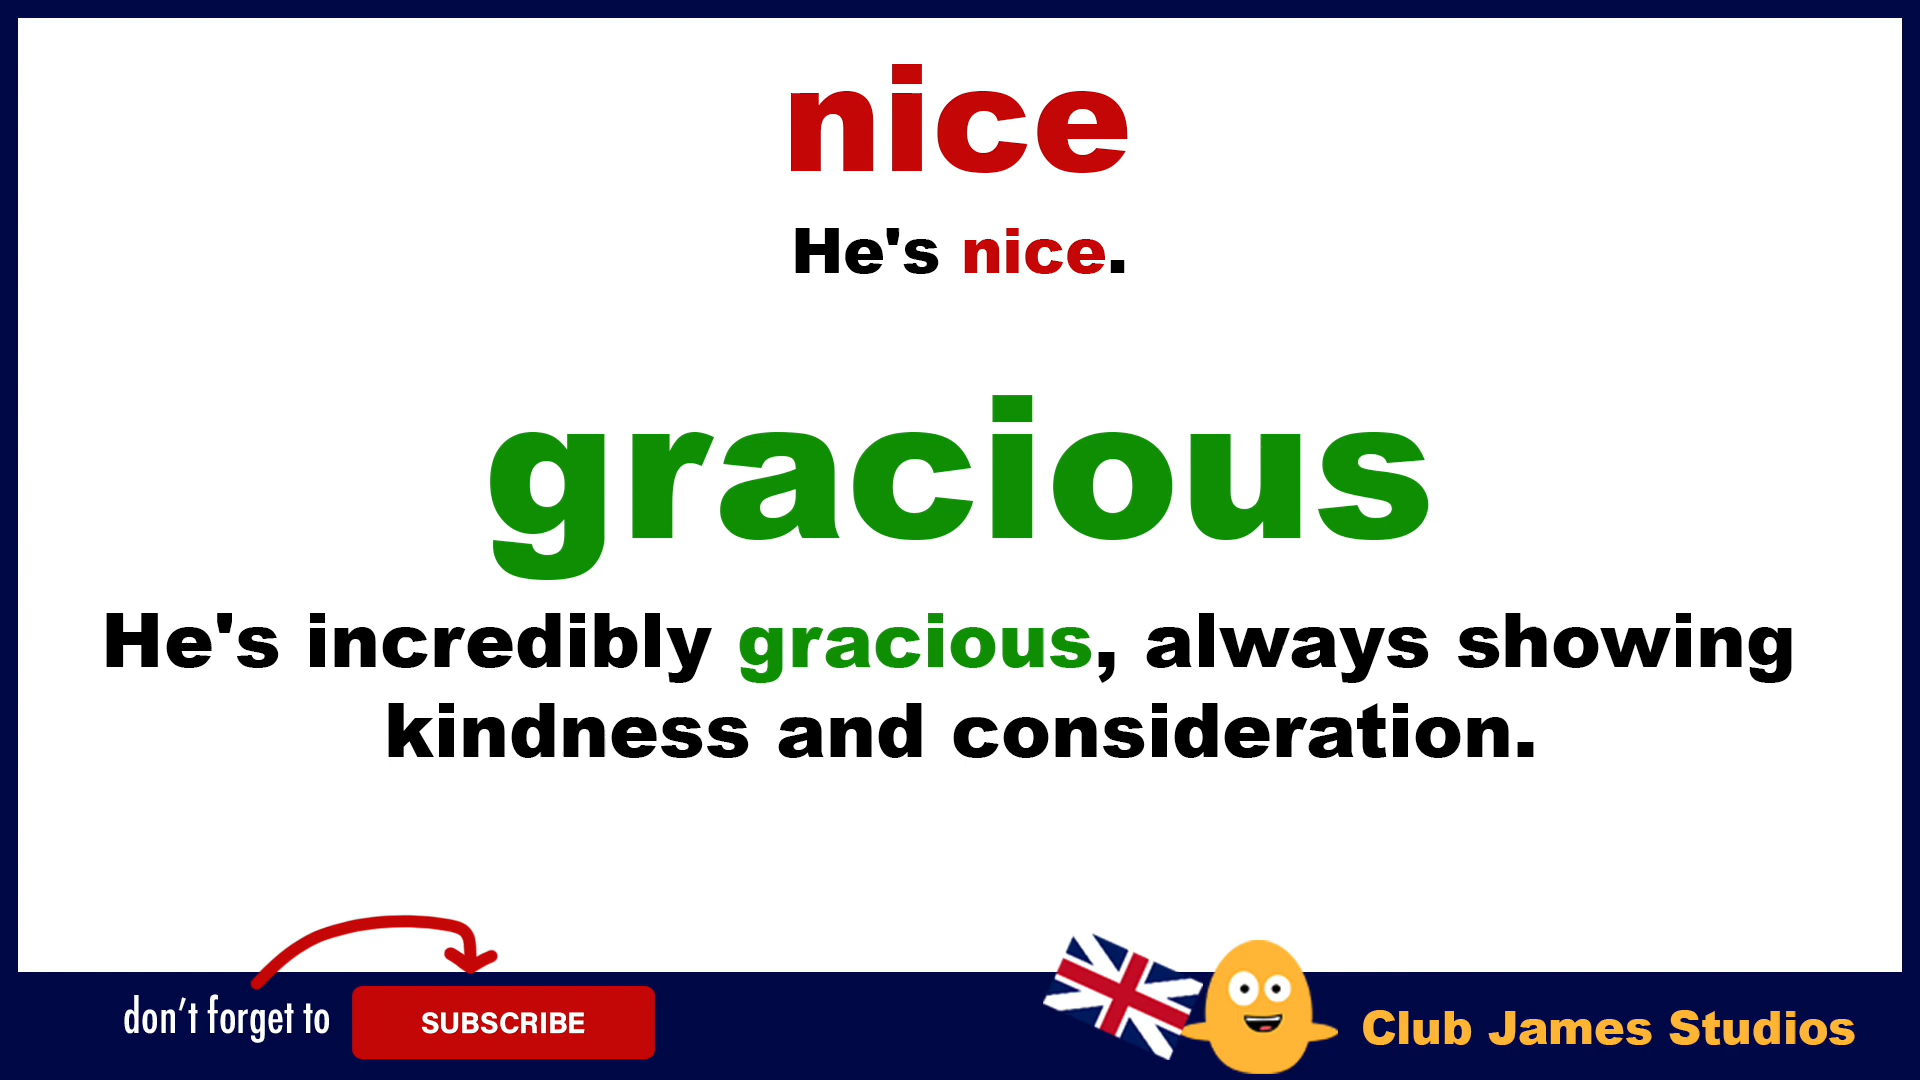 nice
He's nice.
gracious
He's incredibly gracious, always showing
kindness and consideration.
don't forget to
SUBSCRIBE
Club James Studios